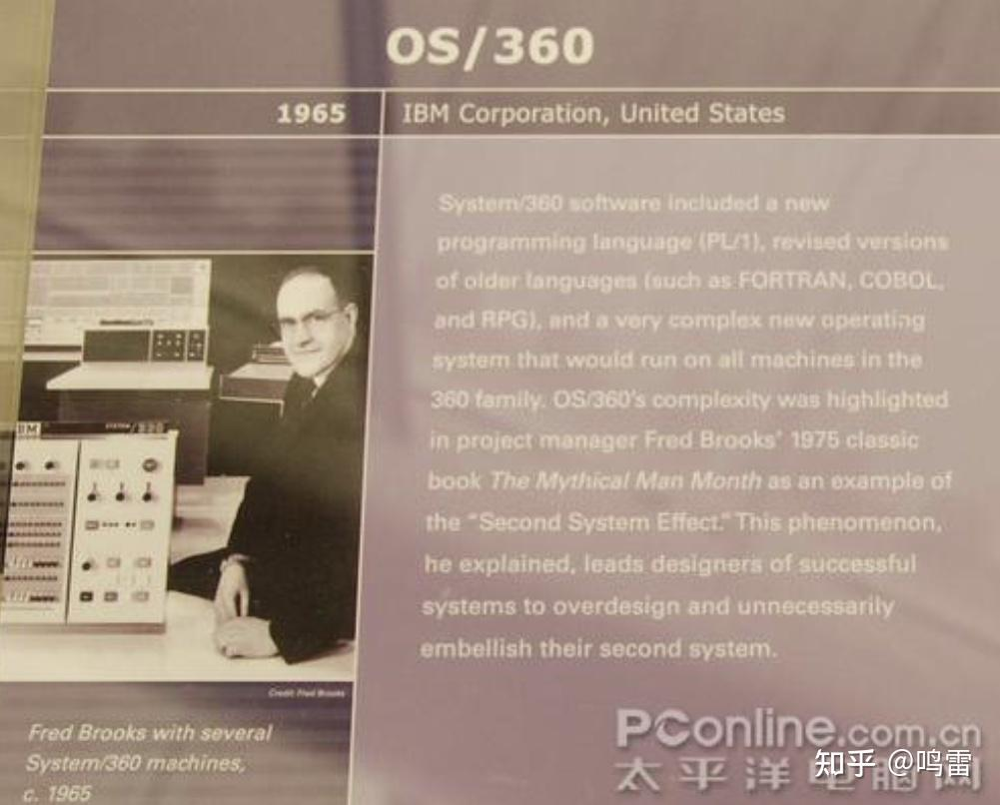 OS/360
1965
IBM Corporation, United States
System/360 software included a new
programming language (PL/1), revised versions
of older languages (such as FORTRAN, COBOL,
and RPG), and a very complex new operating
system that would run on all machines in the
360 family. OS/360's complexity was highlighted
in project manager Fred Brooks' 1975 classic
book The Mythical Man Month as an example of
the "Second System Effect." This phenomenon,
he explained, leads designers of successful
systems to overdesign and unnecessarily
embellish their second system.
IBM
SYSTEM/
Credit: Fred Brooks
Fred Brooks with several
System/360 machines,
c. 1965
PConline.com.cn
太平洋电脑网
知乎 @鸣雷